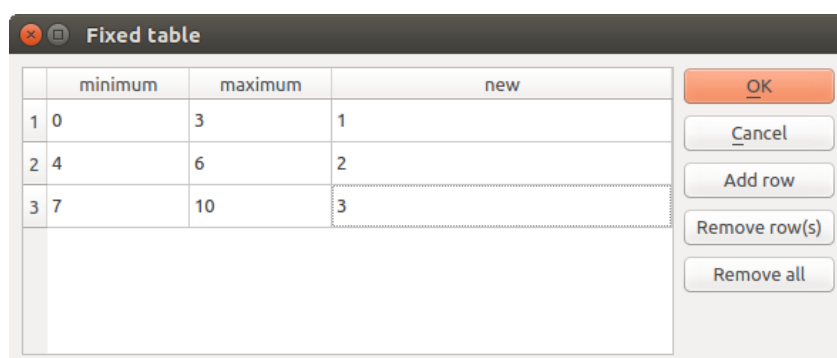 Fixed table
minimum maximum new
1 0 3 1
2 4 6 2
3 7 10 3
OK
Cancel
Add row
Remove row(s)
Remove all